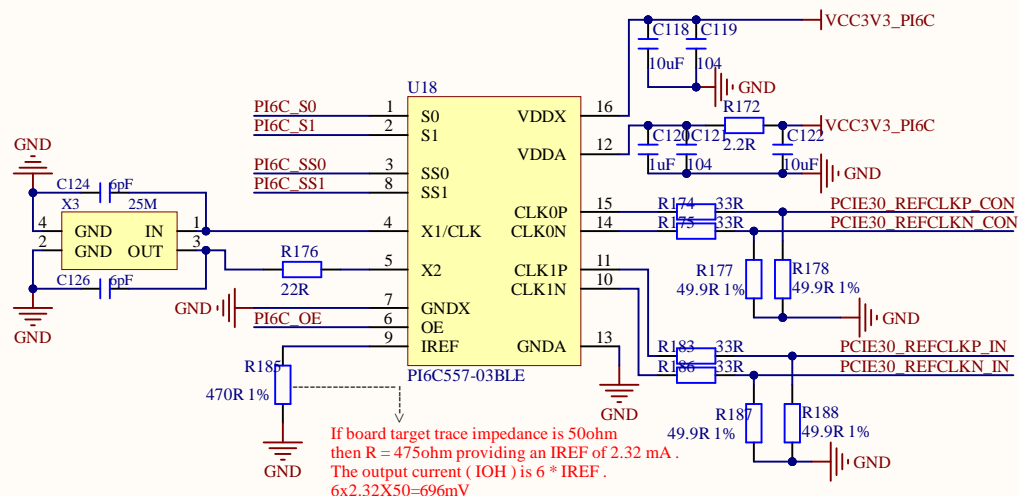 C118
C119
VCC3V3_PI6C
10uF
104
GND
U18
R172
PI6C_S0
1
S0
VDDX
16
PI6C_S1
2
S1
C120
C121
2.2R
C122
VCC3V3_PI6C
12
VDDA
1uF
104
10uF
GND
GND
PI6C_SS0
3
SS0
PI6C_SS1
8
SS1
C124
6pF
X3
25M
CLK0P
15
R174
33R
PCIE30_REFCLKP_CON
4
GND
IN
1
4
X1/CLK
CLK0N
14
R175
33R
PCIE30_REFCLKN_CON
2
GND
OUT
3
R176
5
X2
CLK1P
11
R177
R178
C126
6pF
22R
CLK1N
10
49.9R 1%
49.9R 1%
GND
GND
7
GNDX
GND
PI6C_OE
6
OE
9
IREF
GNDA
13
R183
33R
PCIE30_REFCLKP_IN
R185
PI6C557-03BLE
R186
33R
PCIE30_REFCLKN_IN
470R 1%
GND
R187
R188
49.9R 1%
49.9R 1%
GND
GND
If board target trace impedance is 50ohm
then R = 475ohm providing an IREF of 2.32 mA .
The output current ( IOH ) is 6 * IREF .
6x2.32X50=696mV